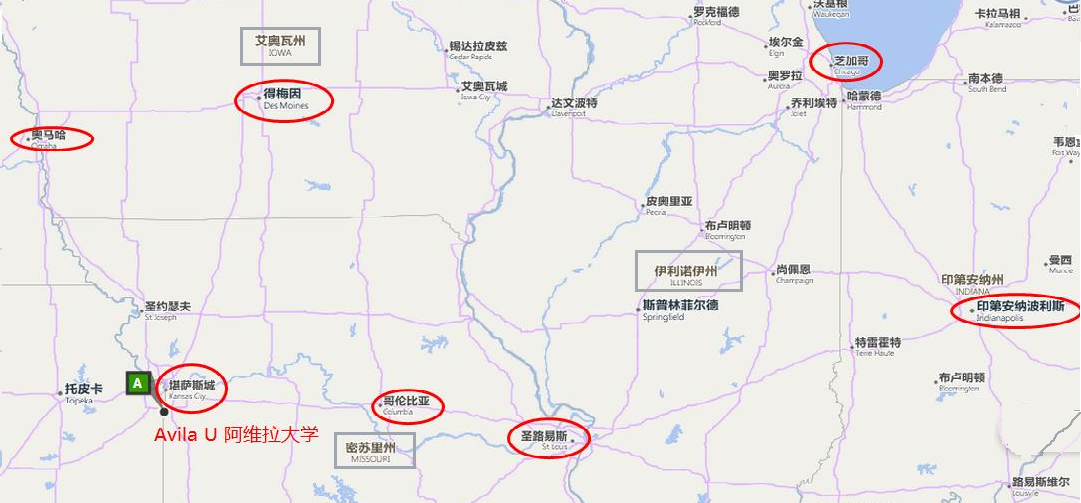 沃基根
Waukegan
罗克福德
Rockford
卡拉马祖
Kalamazoo
艾奥瓦州
IOWA
锡达拉皮兹
Cedar Rapids
埃尔金
Elgin
芝加哥
Chicago
奥罗拉
Aurora
南本德
South Bend
得梅因
Des Moines
艾奥瓦城
Iowa City
达文波特
Davenport
乔利埃特
Joliet
哈蒙德
Hammond
奥马哈
Omaha
韦恩
Fort Way
皮奥里亚
Peoria
布卢明顿
Bloomington
伊利诺伊州
ILLINOIS
尚佩恩
Champaign
曼西
Muncie
印第安纳州
INDIANA
圣约瑟夫
St Joseph
斯普林菲尔德
Springfield
印第安纳波利斯
Indianapolis
特雷霍特
Terre Haute
A
堪萨斯城
Kansas City
托皮卡
Topeka
布卢明顿
Bloomington
哥伦比亚
Columbia
Avila U 阿维拉大学
圣路易斯
St Louis
密苏里州
MISSOURI
路易斯维尔
Louisville